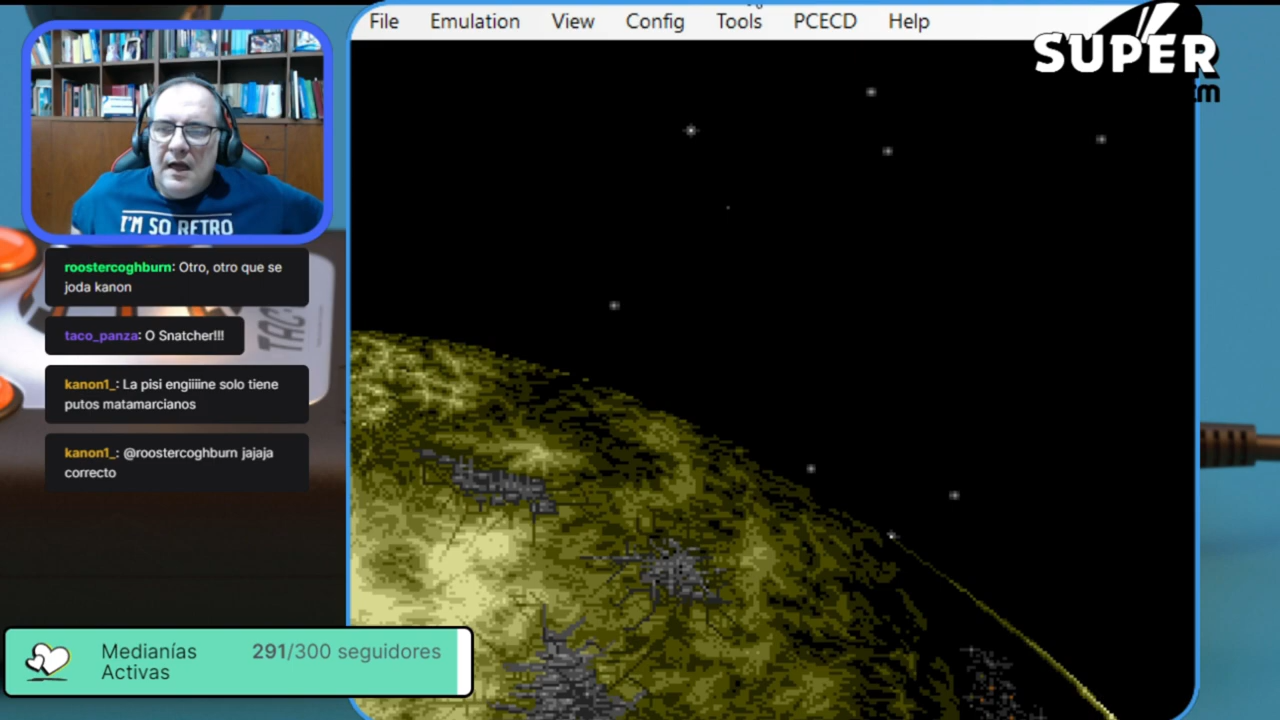 File Emulation View Config Tools PCECD Help
SUPER
I'M SO RETRO
roostercoghburn: Otro, otro que se
joda kanon
taco_panza: O Snatcher!!!
kanon1_: La pisi engiiiine solo tiene
putos matamarcianos
kanon1_: @roostercoghburn jajaja
correcto
Medianías
Activas
291/300 seguidores